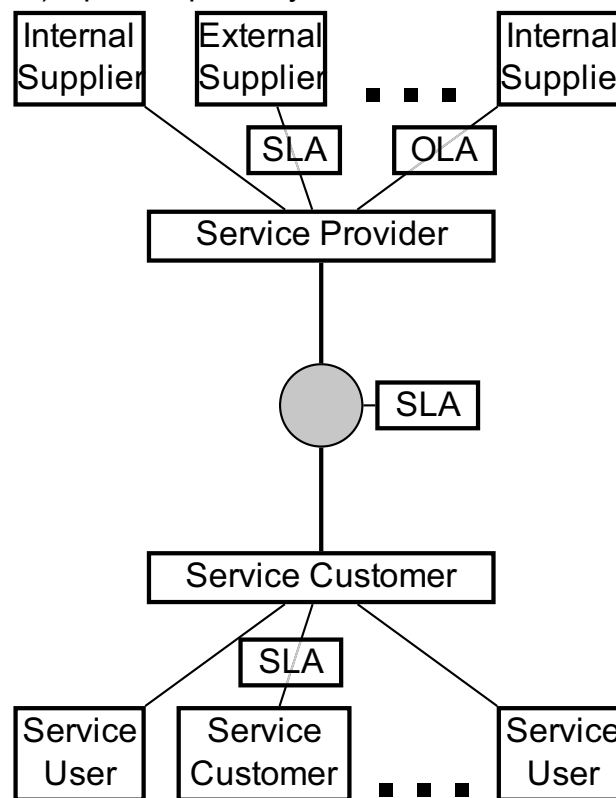 Internal
Supplier
External
Supplier
Internal
Supplie
SLA
OLA
Service Provider
SLA
Service Customer
SLA
Service
User
Service
Customer
Service
User